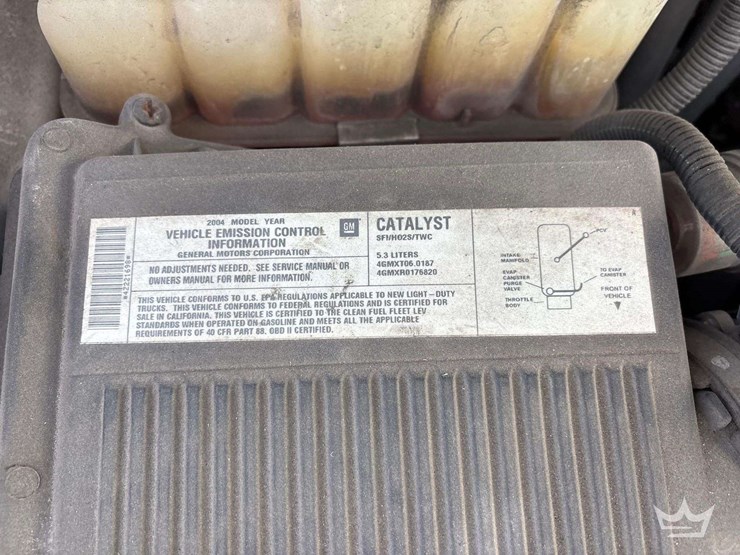 2004 MODEL YEAR
VEHICLE EMISSION CONTROL
INFORMATION
GENERAL MOTORS CORPORATION
GM
NO ADJUSTMENTS NEEDED. SEE SERVICE MANUAL OR
OWNERS MANUAL FOR MORE INFORMATION.
CATALYST
SFI/HO2S/TWC
5.3 LITERS
4GMXT06.0187
4GMXR0176820
THIS VEHICLE CONFORMS TO U.S. EPA REGULATIONS APPLICABLE TO NEW LIGHT-DUTY
TRUCKS. THIS VEHICLE CONFORMS TO FEDERAL REGULATIONS AND IS CERTIFIED FOR
SALE IN CALIFORNIA. THIS VEHICLE IS CERTIFIED TO THE CLEAN FUEL FLEET LEV
STANDARDS WHEN OPERATED ON GASOLINE AND MEETS ALL THE APPLICABLE
REQUIREMENTS OF 40 CFR PART 88. OBD II CERTIFIED.
PCV
INTAKE
MANIFOLD
EVAP
CANISTER
PURGE
VALVE
THROTTLE
BODY
TO EVAP
CANISTER
FRONT OF
VEHICLE